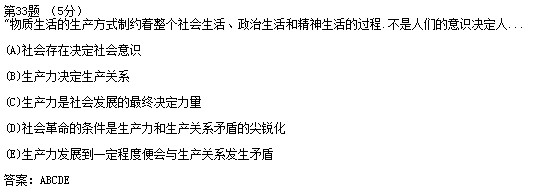 第33题 （5分）
“物质生活的生产方式制约着整个社会生活、政治生活和精神生活的过程.不是人们的意识决定人...
(A)社会存在决定社会意识
(B)生产力决定生产关系
(C)生产力是社会发展的最终决定力量
(D)社会革命的条件是生产力和生产关系矛盾的尖锐化
(E)生产力发展到一定程度便会与生产关系发生矛盾
答案：ABCDE